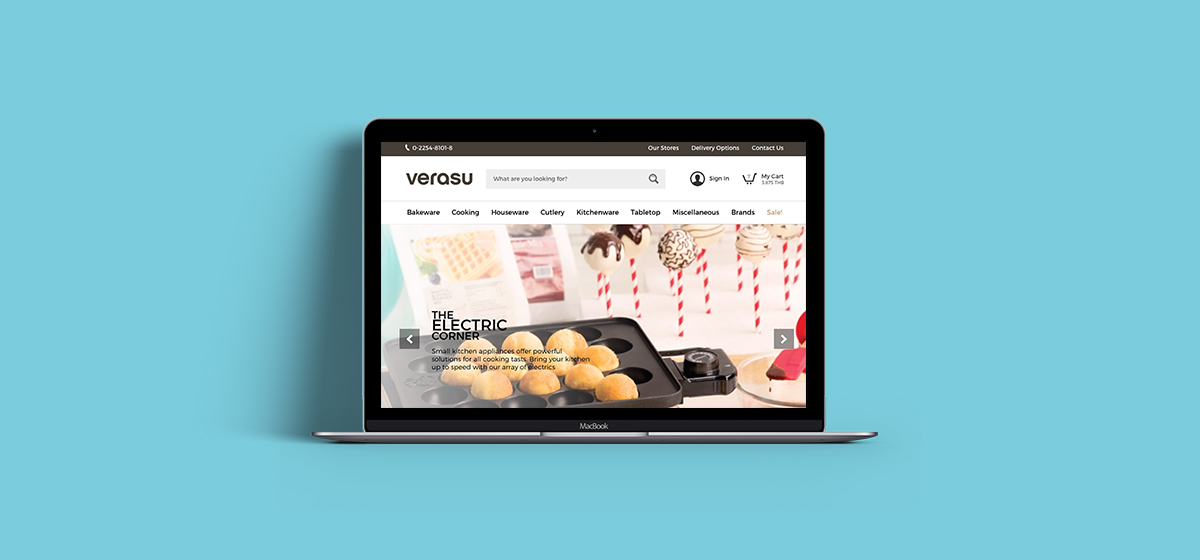 0-2254-8101-8
Our Stores
Delivery Options
Contact Us
verasu
What are you looking for?
Sign In
7
My Cart
3,875 THB
Bakeware
Cooking
Houseware
Cutlery
Kitchenware
Tabletop
Miscellaneous
Brands
Sale!
THE
ELECTRIC
CORNER
Small kitchen appliances offer powerful
solutions for all cooking tasts. Bring your kitchen
up to speed with our array of electrics
MacBook